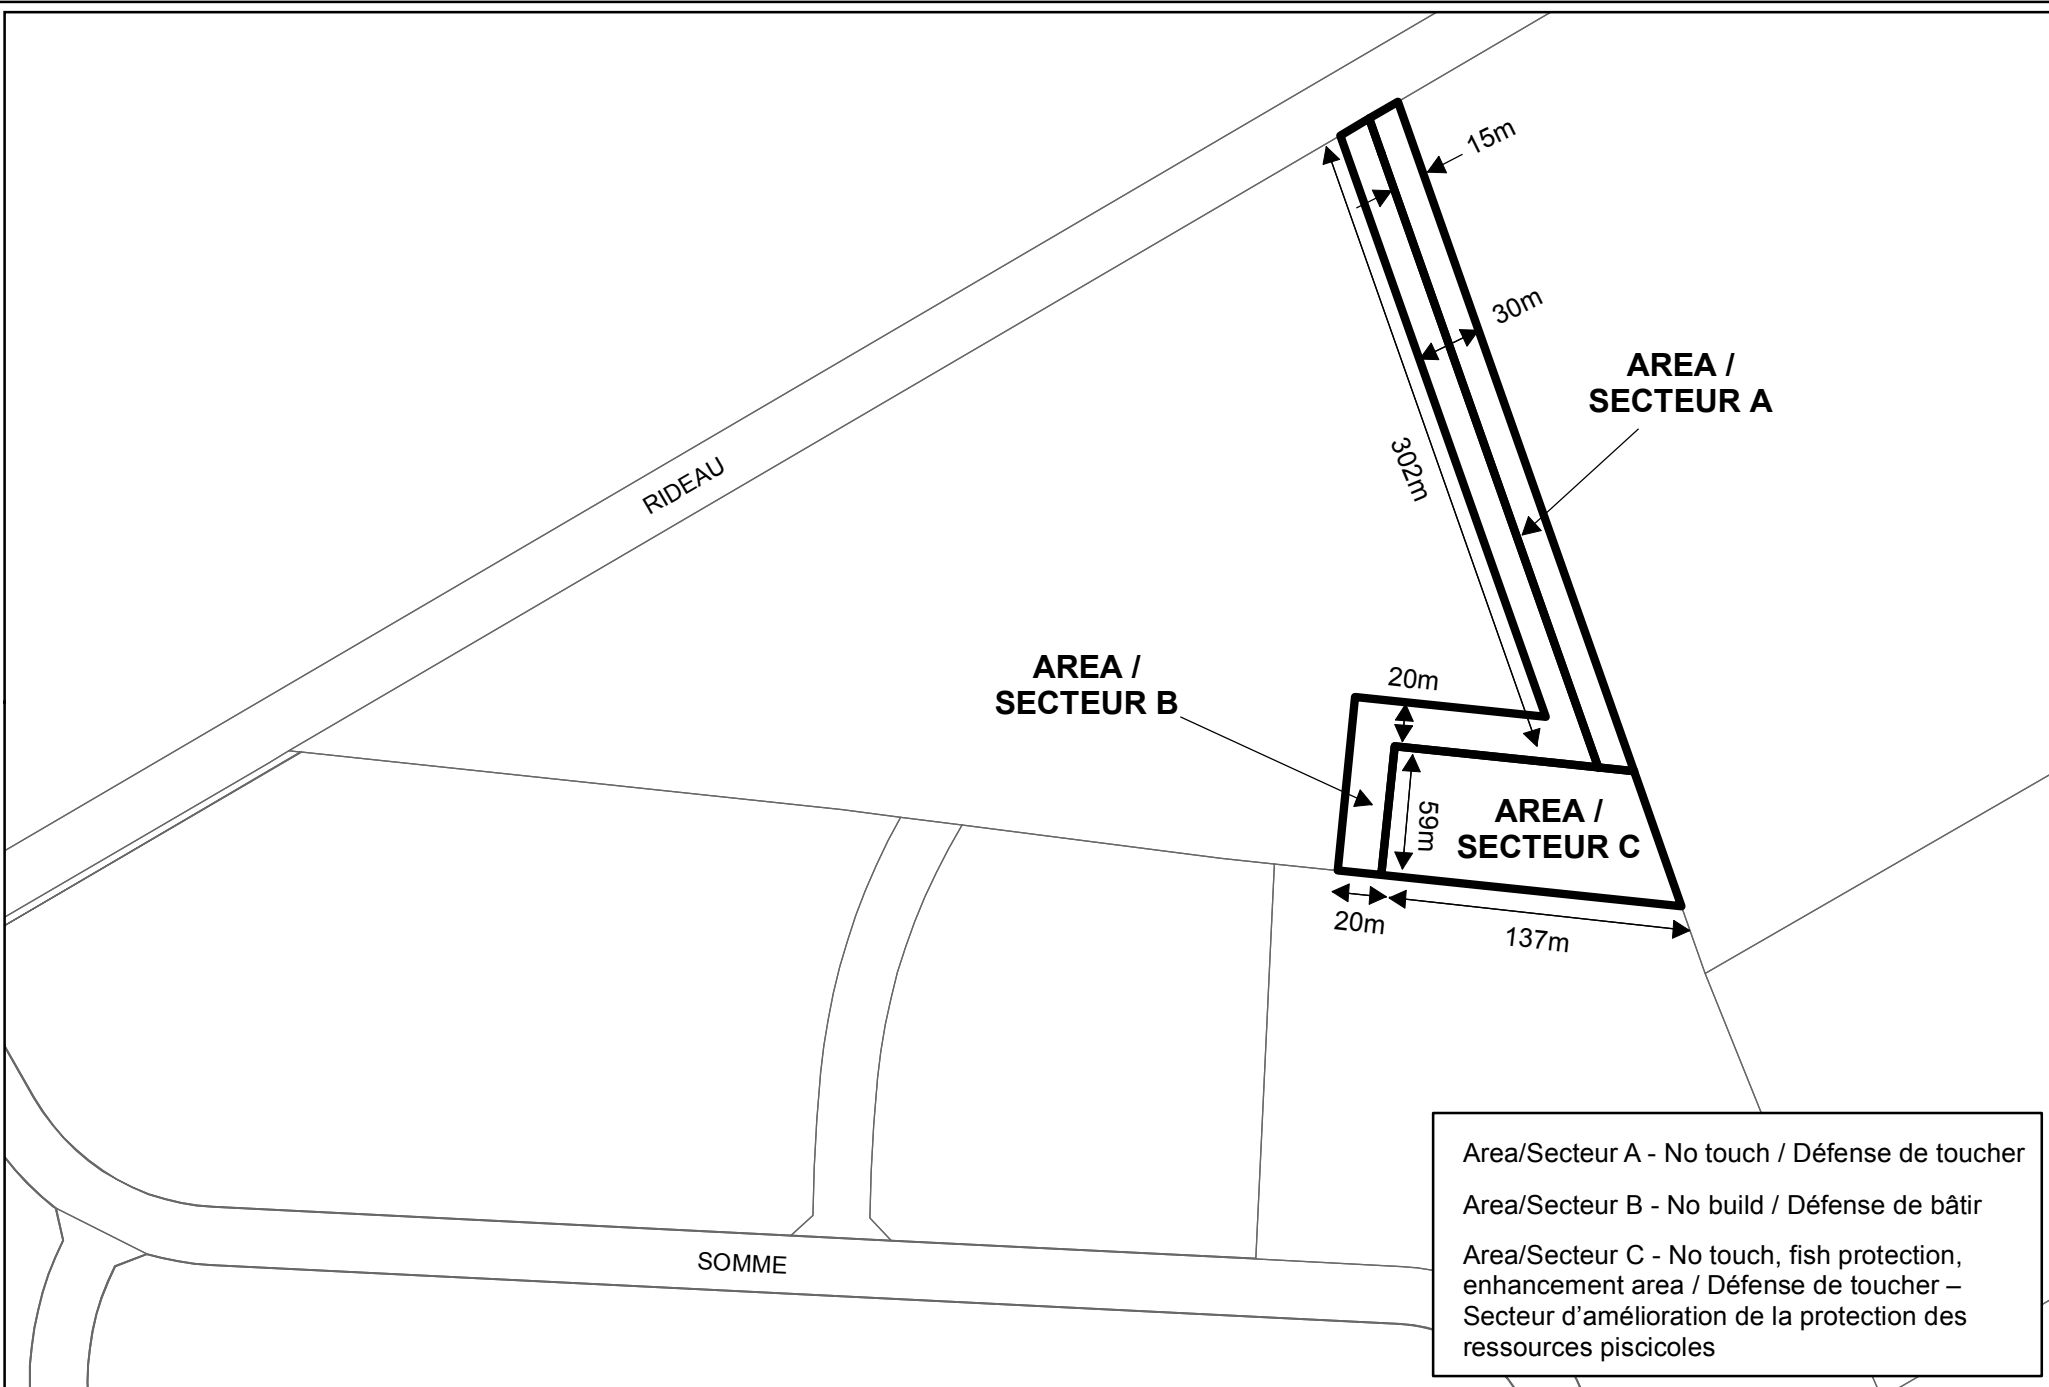 15m
30m
AREA /
SECTEUR A
302m
RIDEAU
AREA /
SECTEUR B
20m
59m
AREA /
SECTEUR C
20m
137m
SOMME
Area/Secteur A - No touch / Défense de toucher
Area/Secteur B - No build / Défense de bâtir
Area/Secteur C - No touch, fish protection,
enhancement area / Défense de toucher –
Secteur d'amélioration de la protection des
ressources piscicoles